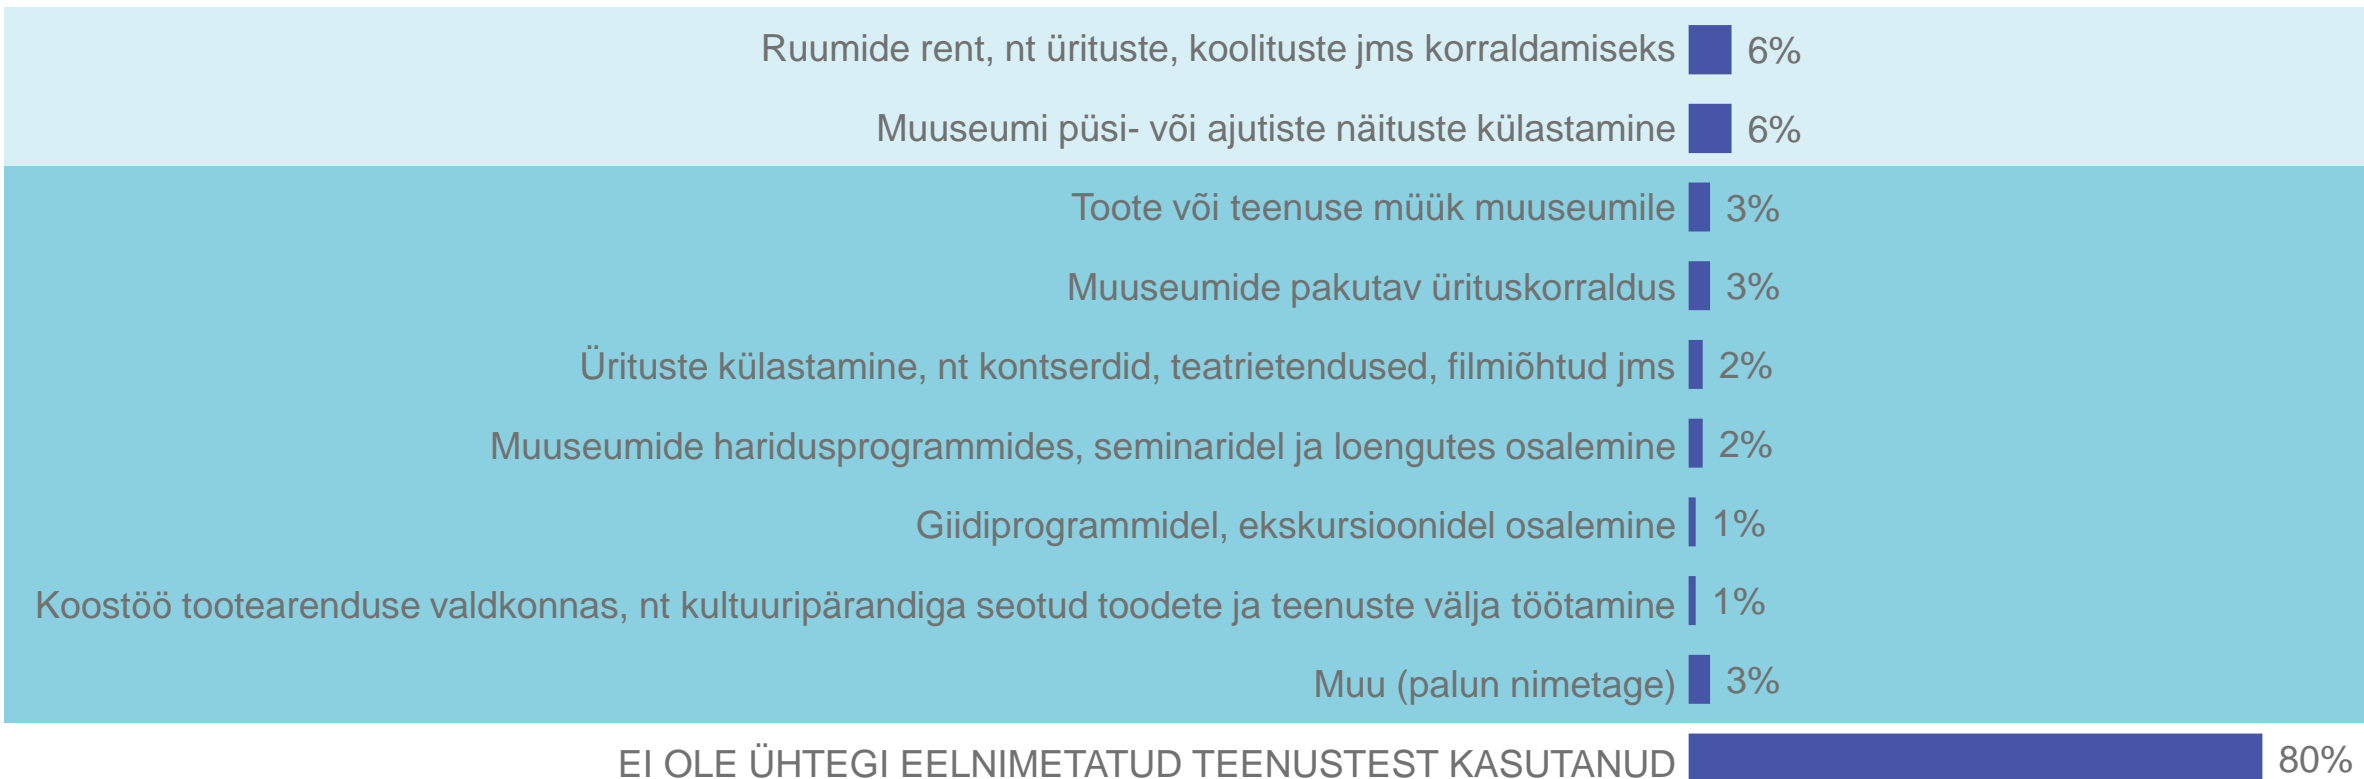 Ruumide rent, nt ürituste, koolituste jms korraldamiseks 6%
Muuseumi püsi- või ajutiste näituste külastamine 6%
Toote või teenuse müük muuseumile 3%
Muuseumide pakutav ürituskorraldus 3%
Ürituste külastamine, nt kontserdid, teatrietendused, filmiõhtud jms 2%
Muuseumide haridusprogrammides, seminaridel ja loengutes osalemine 2%
Giidiprogrammidel, ekskursioonidel osalemine 1%
Koostöö tootearenduse valdkonnas, nt kultuuripärandiga seotud toodete ja teenuste välja töötamine 1%
Muu (palun nimetage) 3%
EI OLE ÜHTEGI EELNIMETATUD TEENUSTEST KASUTANUD 80%